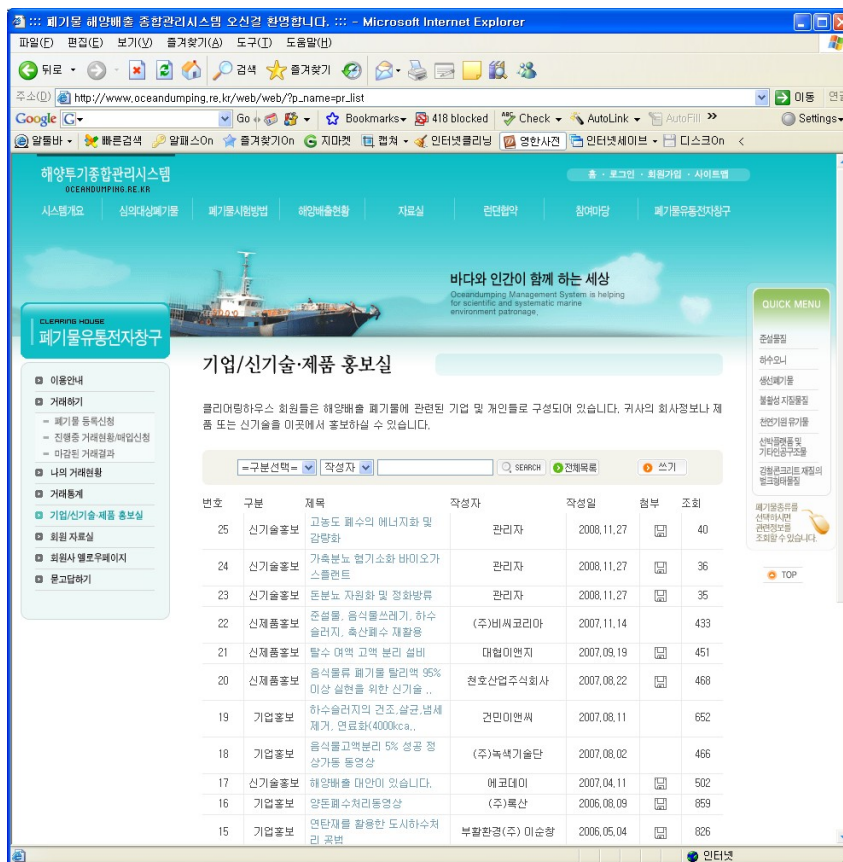 ::: 폐기물 해양배출 종합관리시스템 오신걸 환영합니다. ::: - Microsoft Internet Explorer
파일(F) 편집(E) 보기(V) 즐겨찾기(A) 도구(T) 도움말(H)
뒤로 검색 즐겨찾기
주소(D) http://www.oceandumping.re.kr/web/web/?p_name=pr_list 이동 연결
Google G Go Bookmarks 418 blocked Check AutoLink AutoFill Settings
알툴바 빠른검색 알패스On 즐겨찾기On 지마켓 캡쳐 인터넷클리닝 영한사전 인터넷세이브 디스크On
해양투기종합관리시스템
OCEANDUMPING.RE.KR
홈 · 로그인 · 회원가입 · 사이트맵
시스템개요 심의대상폐기물 폐기물시험방법 해양배출현황 자료실 런던협약 참여마당 폐기물유통전자창구
바다와 인간이 함께 하는 세상
Oceandumping Management System is helping
for scientific and systematic marine
environment patronage.
CLEARING HOUSE
폐기물유통전자창구
이용안내
거래하기
폐기물 등록신청
진행중 거래현황/매입신청
마감된 거래결과
나의 거래현황
거래통계
기업/신기술·제품 홍보실
회원 자료실
회원사 옐로우페이지
묻고답하기
기업/신기술·제품 홍보실
클리어링하우스 회원들은 해양배출 폐기물에 관련된 기업 및 개인들로 구성되어 있습니다. 귀사의 회사정보나 제
품 또는 신기술을 이곳에서 홍보하실 수 있습니다.
=구분선택= 작성자 SEARCH 전체목록 쓰기
번호 구분 제목 작성자 작성일 첨부 조회
25 신기술홍보 고농도 폐수의 에너지화 및
감량화 관리자 2008.11.27 40
24 신기술홍보 가축분뇨 혐기소화 바이오가
스플랜트 관리자 2008.11.27 36
23 신기술홍보 돈분뇨 자원화 및 정화방류 관리자 2008.11.27 35
22 신제품홍보 준설물, 음식물쓰레기, 하수
슬러지, 축산폐수 재활용 (주)비씨코리아 2007.11.14 433
21 신제품홍보 탈수 여액 고액 분리 설비 대협이앤지 2007.09.19 451
20 신제품홍보 음식물류 폐기물 탈리액 95%
이상 실현을 위한 신기술 .. 천호산업주식회사 2007.08.22 468
19 기업홍보 하수슬러지의 건조,살균,냄새
제거, 연료화(4000kca.. 건민이앤씨 2007.08.11 652
18 기업홍보 음식물고액분리 5% 성공 정
상가동 동영상 (주)녹색기술단 2007.08.02 466
17 신기술홍보 해양배출 대안이 있습니다. 에코데이 2007.04.11 502
16 기업홍보 양돈폐수처리동영상 (주)록산 2006.08.09 859
15 기업홍보 연탄재를 활용한 도시하수처
리 공법 부활환경(주) 이순창 2006.05.04 826
QUICK MENU
준설물질
하수오니
생선폐기물
불활성 지질물질
천연기원 유기물
선박플랫폼 및
기타인공구조물
강철콘크리트 재질의
벌크형태물질
폐기물종류를
선택하시면
관련정보를
조회할 수 있습니다.
TOP
인터넷